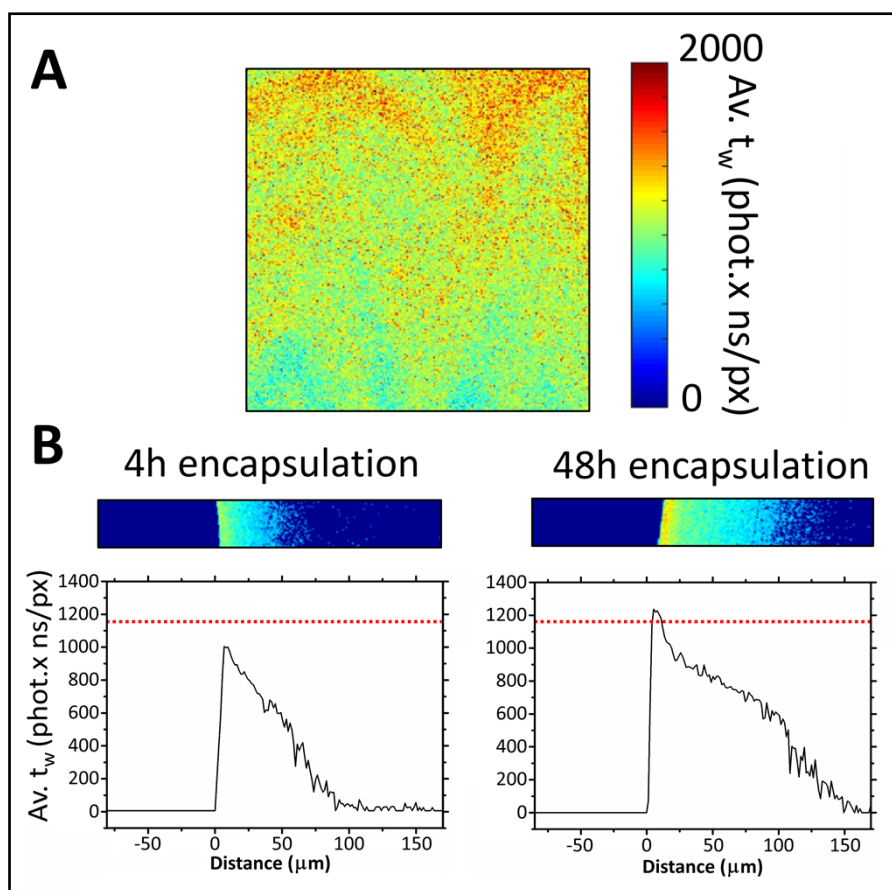 A
2000
Av. t_w (phot.x ns/px)
0
B
4h encapsulation
48h encapsulation
Av. t_w (phot.x ns/px)
1400
1200
1000
800
600
400
200
0
-50 0 50 100 150
Distance (μm)
1400
1200
1000
800
600
400
200
0
-50 0 50 100 150
Distance (μm)